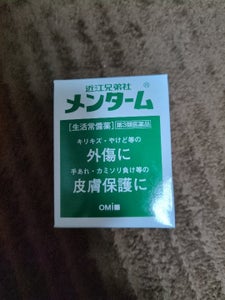 近江兄弟社
メンターム®
[生活常備薬] 第3類医薬品
キリキズ・やけど等の
外傷に
手あれ・カミソリ負け等の
皮膚保護に
OMI